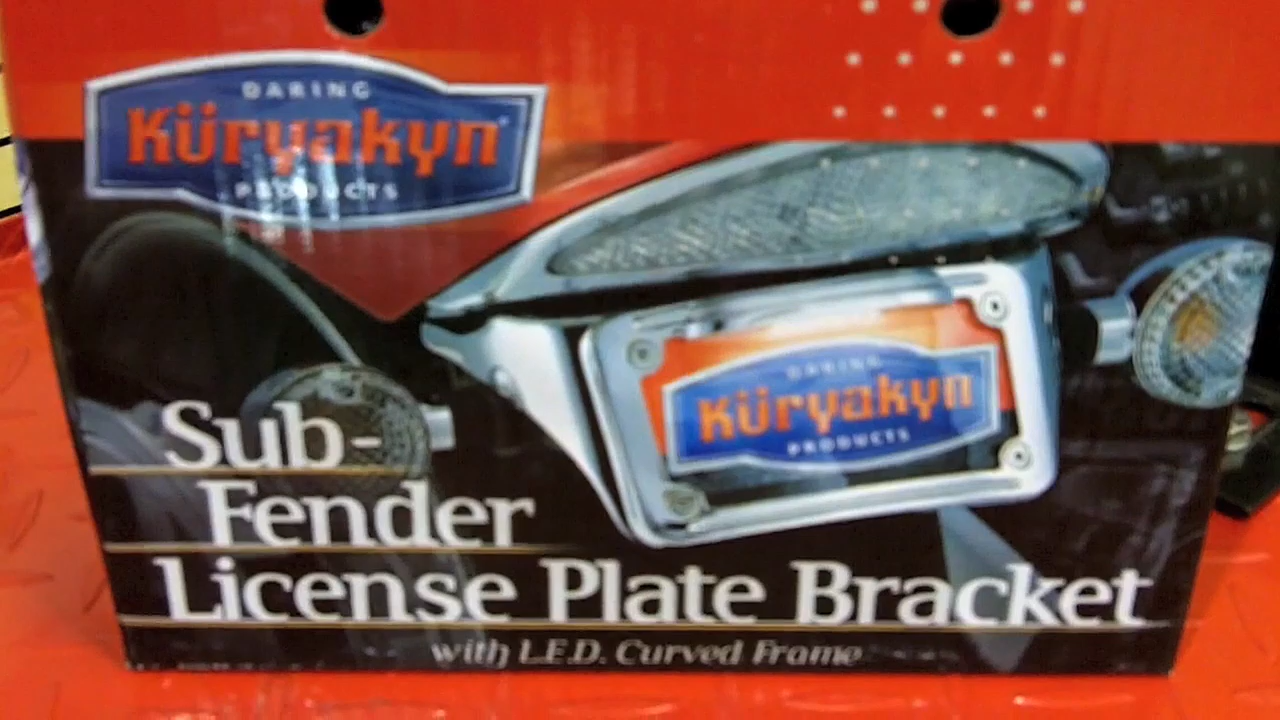 DARING
Küryakyn
PRODUCTS
DARING
Küryakyn
PRODUCTS
Sub-
Fender
License Plate Bracket
with L.E.D. Curved Frame